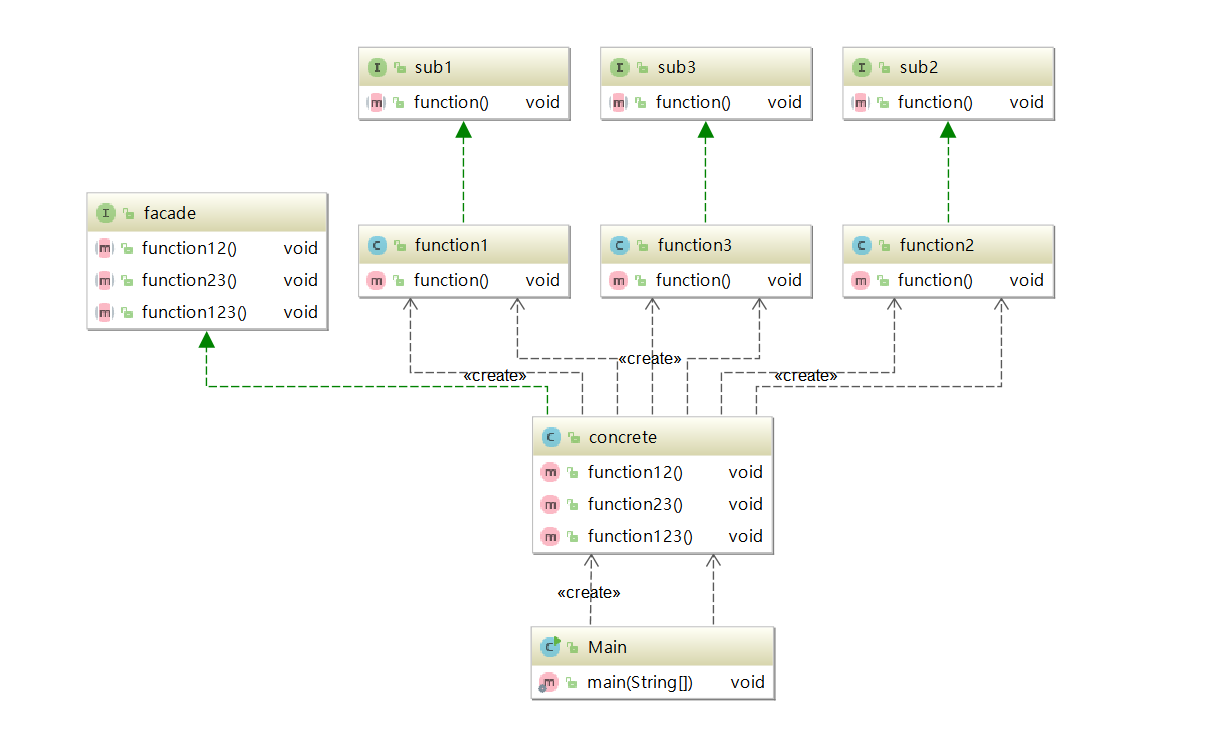 sub1
function() void
sub3
function() void
sub2
function() void
facade
function12() void
function23() void
function123() void
function1
function() void
function3
function() void
function2
function() void
«create»
«create»
«create»
concrete
function12() void
function23() void
function123() void
«create»
Main
main(String[]) void